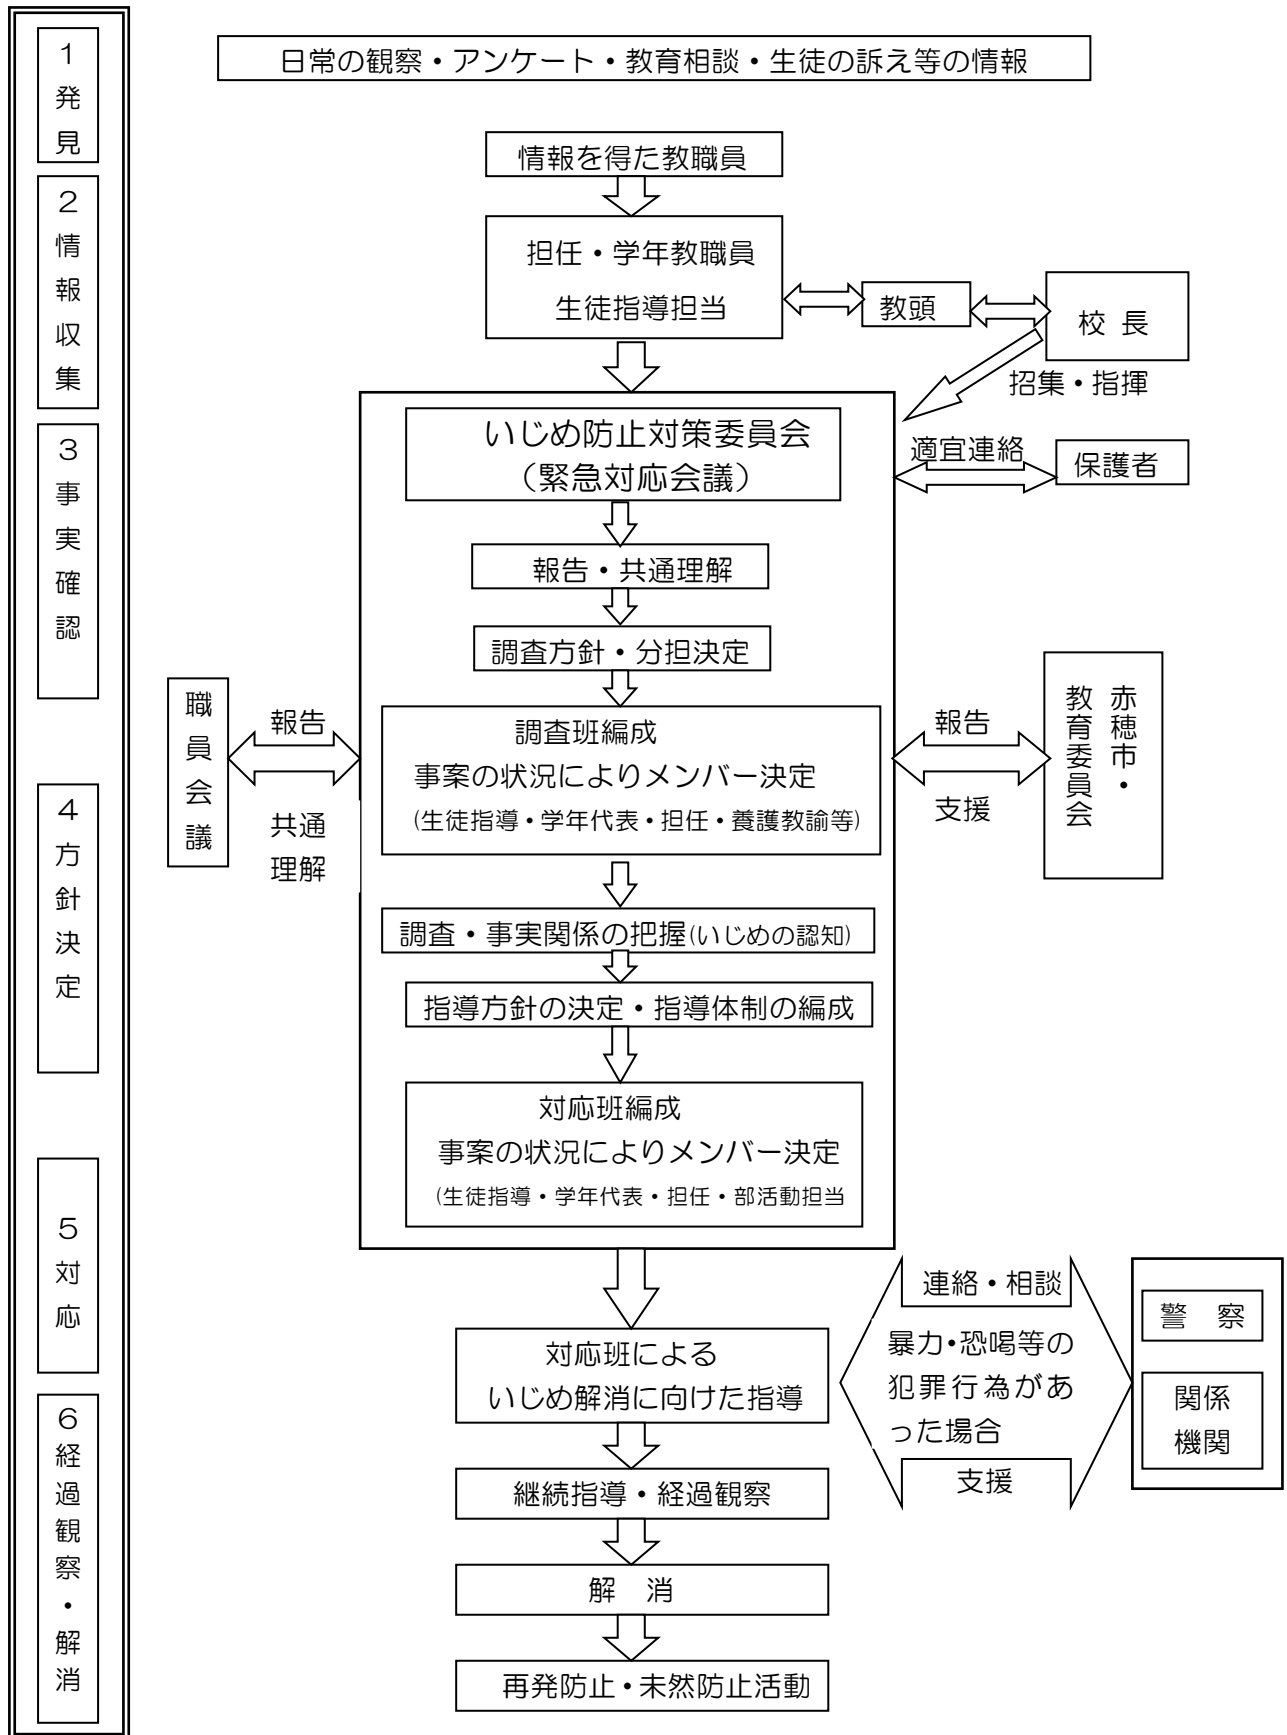 1 発見
2 情報収集
3 事実確認
4 方針決定
5 対応
6 経過観察・解消
日常の観察・アンケート・教育相談・生徒の訴え等の情報
情報を得た教職員
担任・学年教職員
生徒指導担当
教頭
校 長
招集・指揮
いじめ防止対策委員会
（緊急対応会議）
適宜連絡
保護者
報告・共通理解
調査方針・分担決定
職員会議
報告
共通
理解
調査班編成
事案の状況によりメンバー決定
(生徒指導・学年代表・担任・養護教諭等)
報告
支援
赤穂市・
教育委員会
調査・事実関係の把握(いじめの認知)
指導方針の決定・指導体制の編成
対応班編成
事案の状況によりメンバー決定
(生徒指導・学年代表・担任・部活動担当
対応班による
いじめ解消に向けた指導
連絡・相談
暴力・恐喝等の
犯罪行為があ
った場合
支援
警 察
関係
機関
継続指導・経過観察
解 消
再発防止・未然防止活動